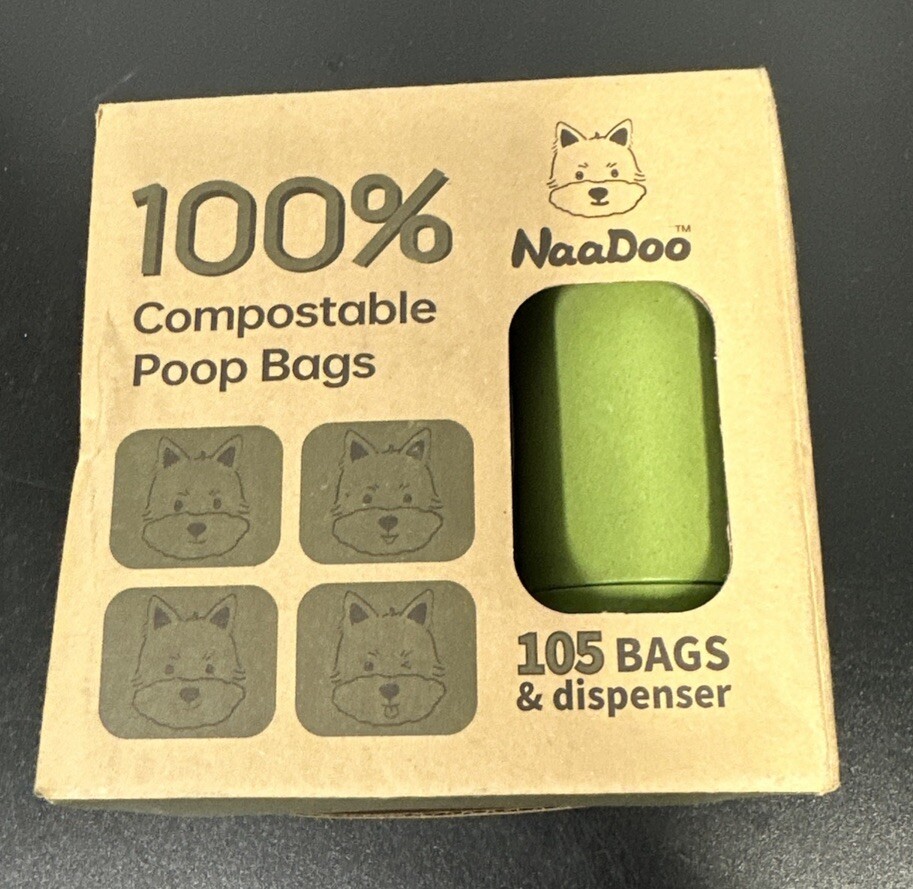 100%
Compostable
Poop Bags
NaaDoo™
105 BAGS
& dispenser